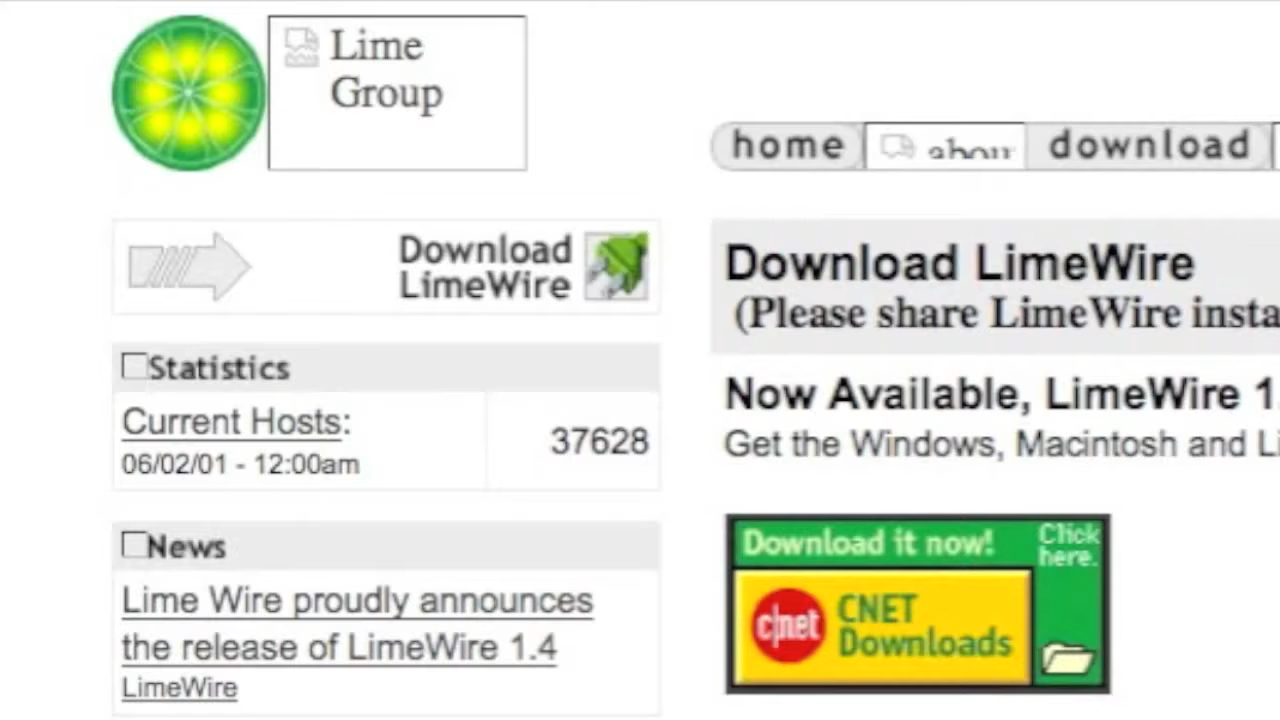 Lime
Group
home
download
Download
LimeWire
Download LimeWire
(Please share LimeWire
Statistics
Current Hosts:
06/02/01 - 12:00am
37628
Now Available, LimeWire 1.
Get the Windows, Macintosh and
News
Lime Wire proudly announces
the release of LimeWire 1.4
LimeWire
Download it now!
Click
here.
c|net
CNET
Downloads